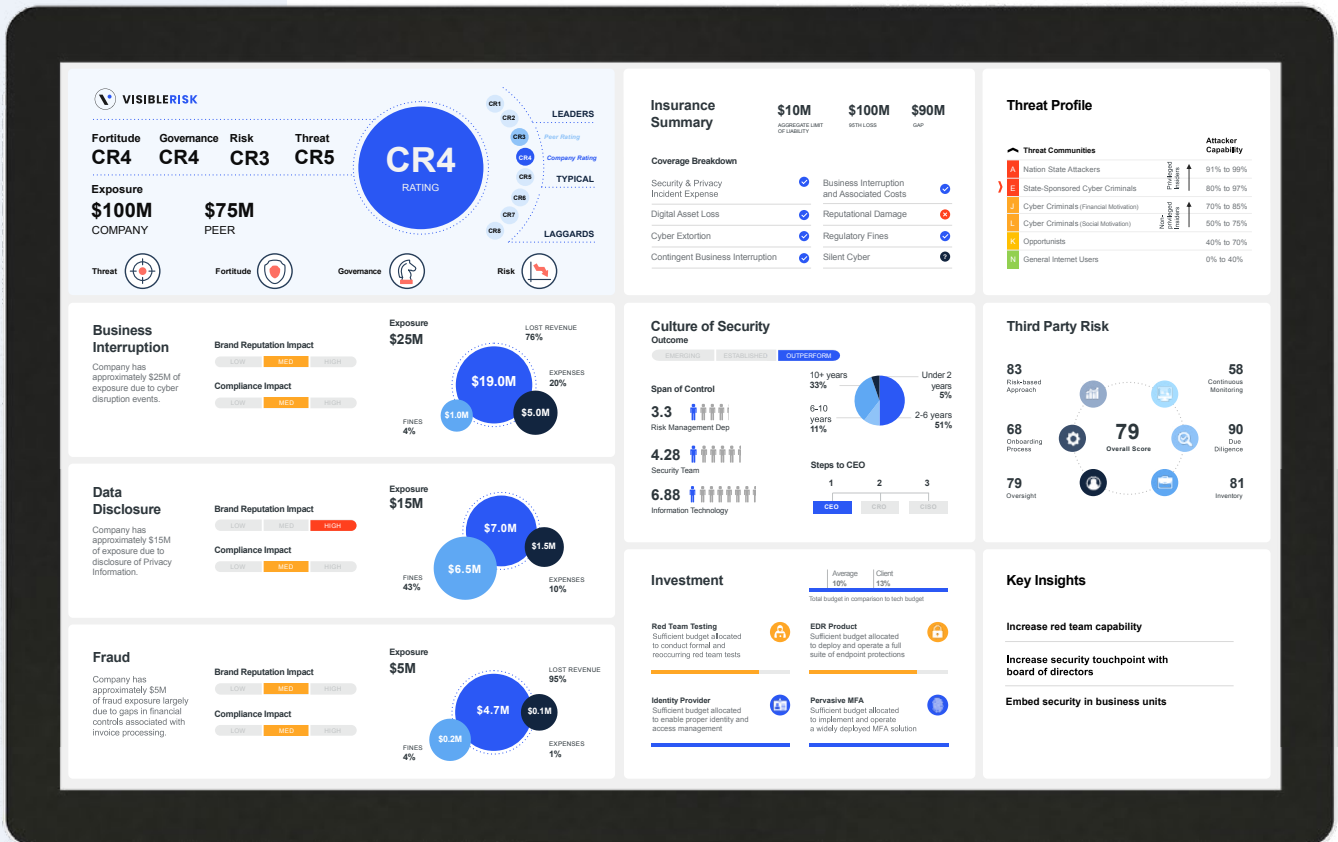 VISIBLERISK
Fortitude Governance Risk Threat
CR4 CR4 CR3 CR5
Exposure
$100M $75M
COMPANY PEER
CR4
RATING
CR1
CR2
CR3
CR4
CR5
CR6
CR7
CR8
LEADERS
Peer Rating
Company Rating
TYPICAL
LAGGARDS
Threat
Fortitude
Governance
Risk
Insurance
Summary
$10M
AGGREGATE LIMIT
OF LIABILITY
$100M
95TH LOSS
$90M
GAP
Coverage Breakdown
Security & Privacy
Incident Expense
Digital Asset Loss
Cyber Extortion
Contingent Business Interruption
Business Interruption
and Associated Costs
Reputational Damage
Regulatory Fines
Silent Cyber
?
Threat Profile
Threat Communities
Attacker
Capability
A Nation State Attackers 91% to 99%
E State-Sponsored Cyber Criminals 80% to 97%
J Cyber Criminals (Financial Motivation) 70% to 85%
L Cyber Criminals (Social Motivation) 50% to 75%
K Opportunists 40% to 70%
N General Internet Users 0% to 40%
Privileged
Insiders
Non-
privileged
Insiders
Business
Interruption
Company has
approximately $25M of
exposure due to cyber
disruption events.
Brand Reputation Impact
LOW MED HIGH
Compliance Impact
LOW MED HIGH
Exposure
$25M
LOST REVENUE
76%
$19.0M
EXPENSES
20%
$1.0M
$5.0M
FINES
4%
Data
Disclosure
Company has
approximately $15M
of exposure due to
disclosure of Privacy
Information.
Brand Reputation Impact
LOW MED HIGH
Compliance Impact
LOW MED HIGH
Exposure
$15M
$7.0M
$1.5M
$6.5M
FINES
43%
EXPENSES
10%
Fraud
Company has
approximately $5M
of fraud exposure largely
due to gaps in financial
controls associated with
invoice processing.
Brand Reputation Impact
LOW MED HIGH
Compliance Impact
LOW MED HIGH
Exposure
$5M
LOST REVENUE
95%
$4.7M
$0.1M
$0.2M
FINES
4%
EXPENSES
1%
Culture of Security
Outcome
EMERGING ESTABLISHED OUTPERFORM
Span of Control
3.3
Risk Management Dep
4.28
Security Team
6.88
Information Technology
10+ years
33%
Under 2
years
5%
6-10
years
11%
2-6 years
51%
Steps to CEO
1 2 3
CEO CRO CISO
Third Party Risk
83
Risk-based
Approach
58
Continuous
Monitoring
68
Onboarding
Process
79
Overall Score
90
Due
Diligence
79
Oversight
81
Inventory
Investment
Average
10%
Client
13%
Total budget in comparison to tech budget
Red Team Testing
Sufficient budget allocated
to conduct formal and
reoccurring red team tests
EDR Product
Sufficient budget allocated
to deploy and operate a full
suite of endpoint protections
Identity Provider
Sufficient budget allocated
to enable proper identity and
access management
Pervasive MFA
Sufficient budget allocated
to implement and operate
a widely deployed MFA solution
Key Insights
Increase red team capability
Increase security touchpoint with
board of directors
Embed security in business units